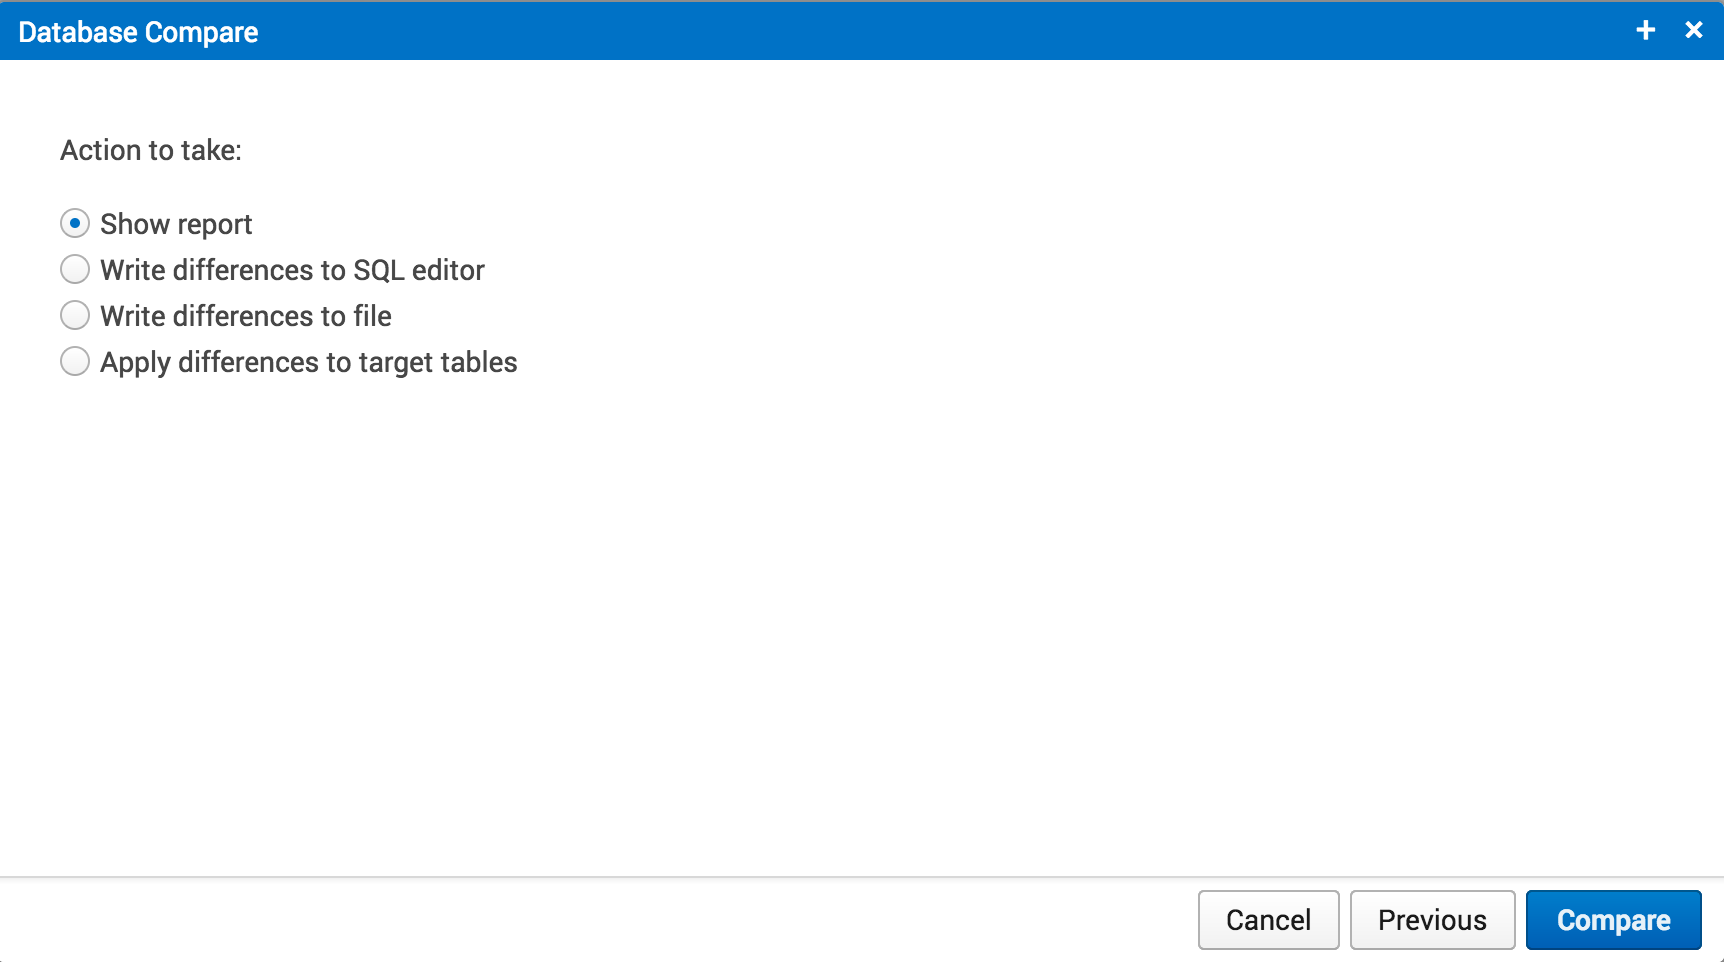 Database Compare
Action to take:
Show report
Write differences to SQL editor
Write differences to file
Apply differences to target tables
Cancel Previous Compare